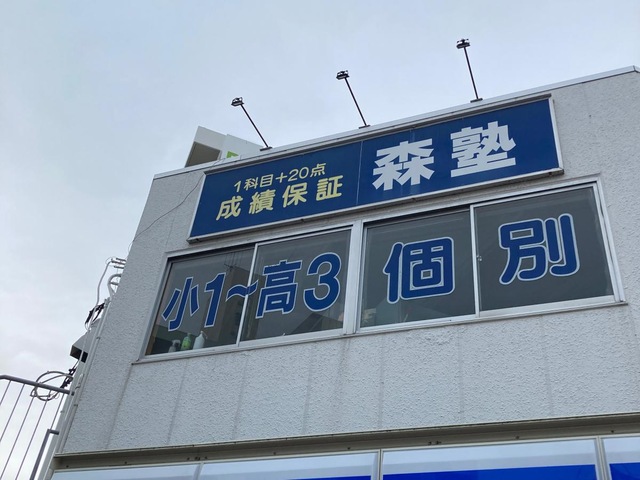 1科目+20点
成績保証
森塾
小1〜高3
個別